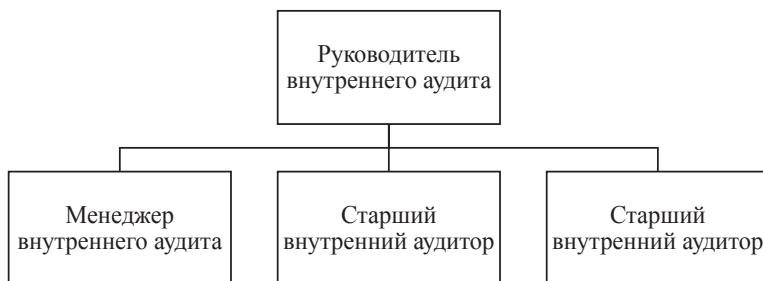 Руководитель
внутреннего аудита
Менеджер
внутреннего аудита
Старший
внутренний аудитор
Старший
внутренний аудитор